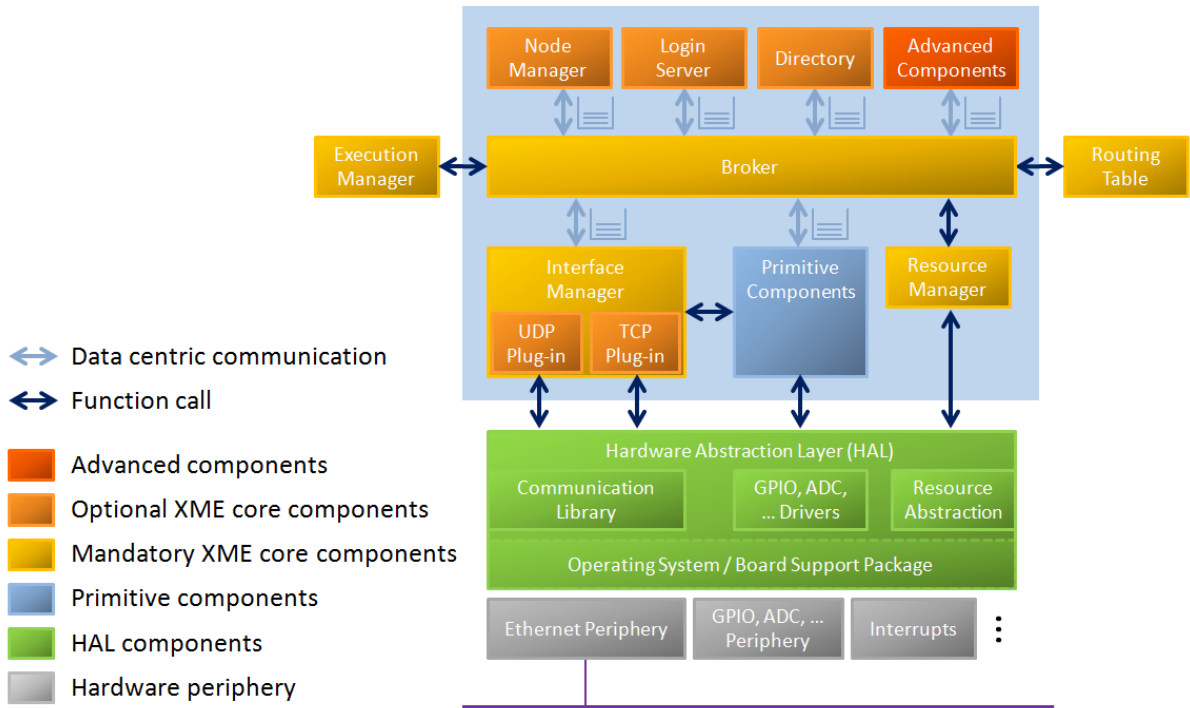 Node
Manager
Login
Server
Directory
Advanced
Components
Execution
Manager
Broker
Routing
Table
Interface
Manager
UDP
Plug-in
TCP
Plug-in
Primitive
Components
Resource
Manager
Data centric communication
Function call
Advanced components
Optional XME core components
Mandatory XME core components
Primitive components
HAL components
Hardware periphery
Hardware Abstraction Layer (HAL)
Communication
Library
GPIO, ADC,
... Drivers
Resource
Abstraction
Operating System / Board Support Package
Ethernet Periphery
GPIO, ADC, ...
Periphery
Interrupts